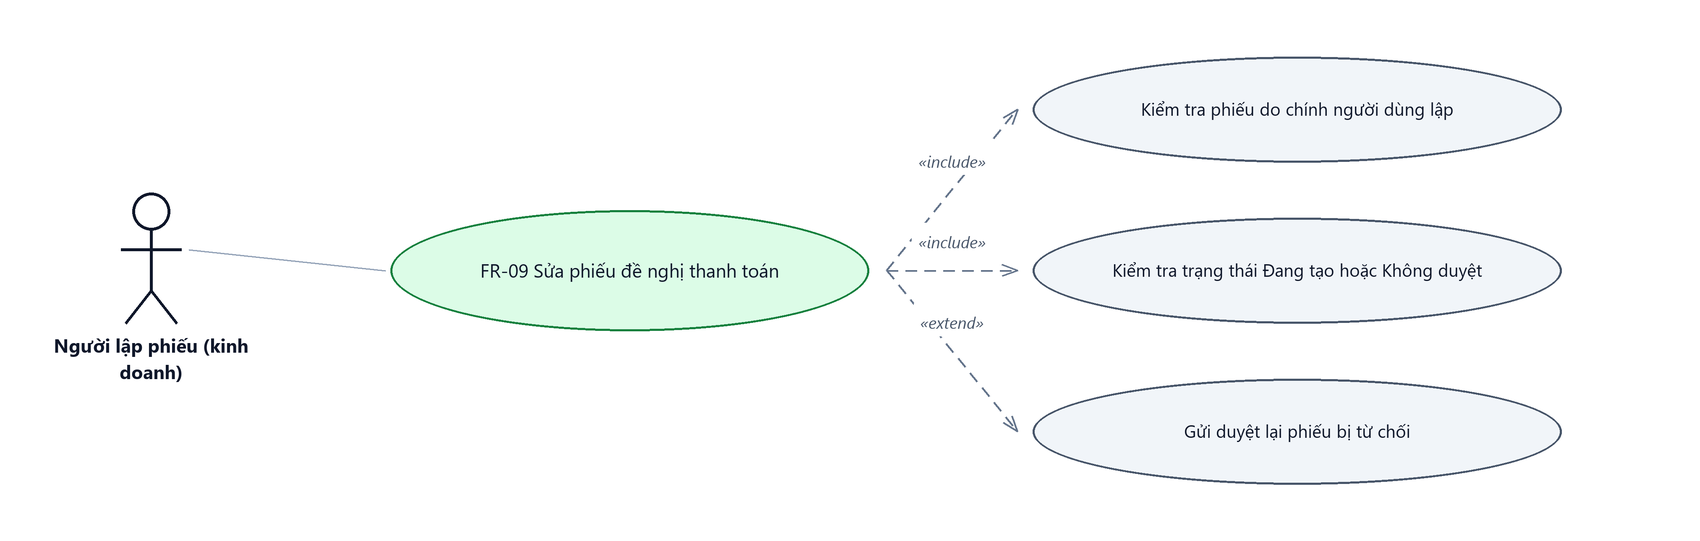 Kiểm tra phiếu do chính người dùng lập
«include»
Người lập phiếu (kinh
doanh)
FR-09 Sửa phiếu đề nghị thanh toán
«include»
Kiểm tra trạng thái Đang tạo hoặc Không duyệt
«extend»
Gửi duyệt lại phiếu bị từ chối